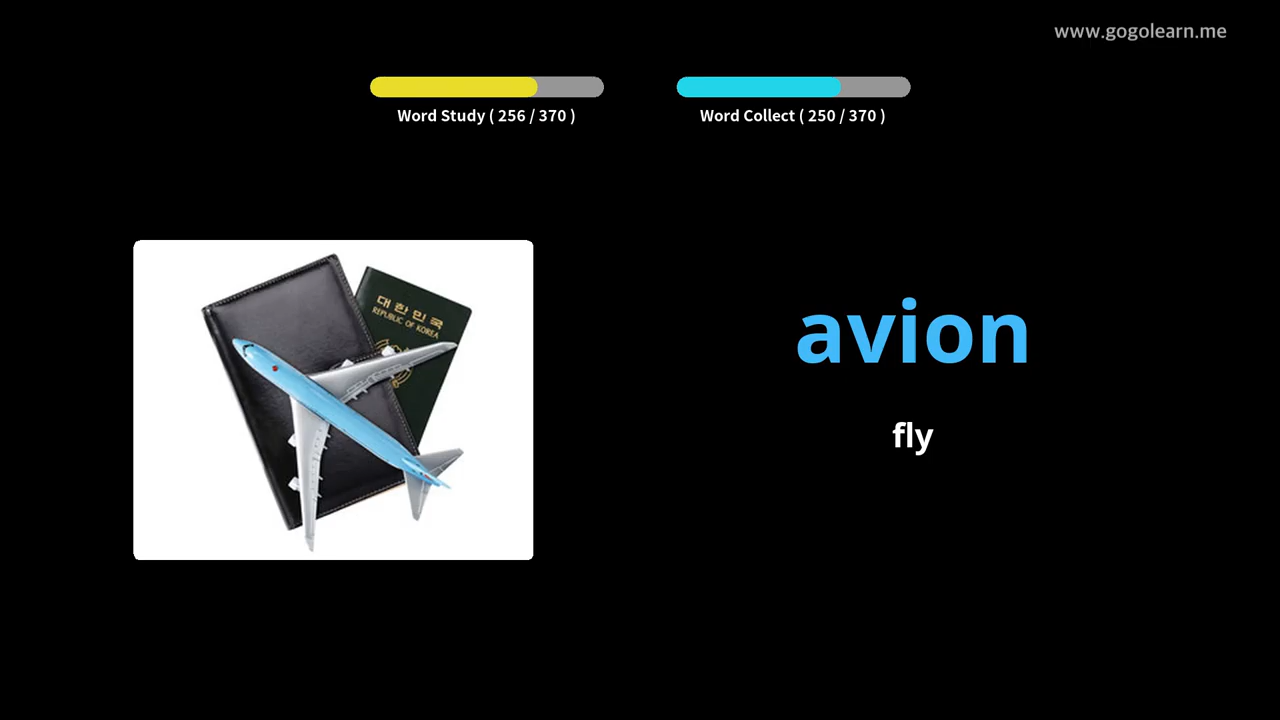 www.gogolearn.me
Word Study ( 256 / 370 )
Word Collect ( 250 / 370 )
대한민국
REPUBLIC OF KOREA
avion
fly